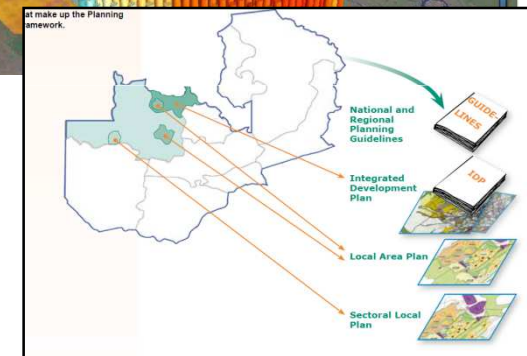 at make up the Planning
amework.
National and
Regional
Planning
Guidelines
GUIDE-
LINES
Integrated
Development
Plan
IDP
Local Area Plan
Sectoral Local
Plan